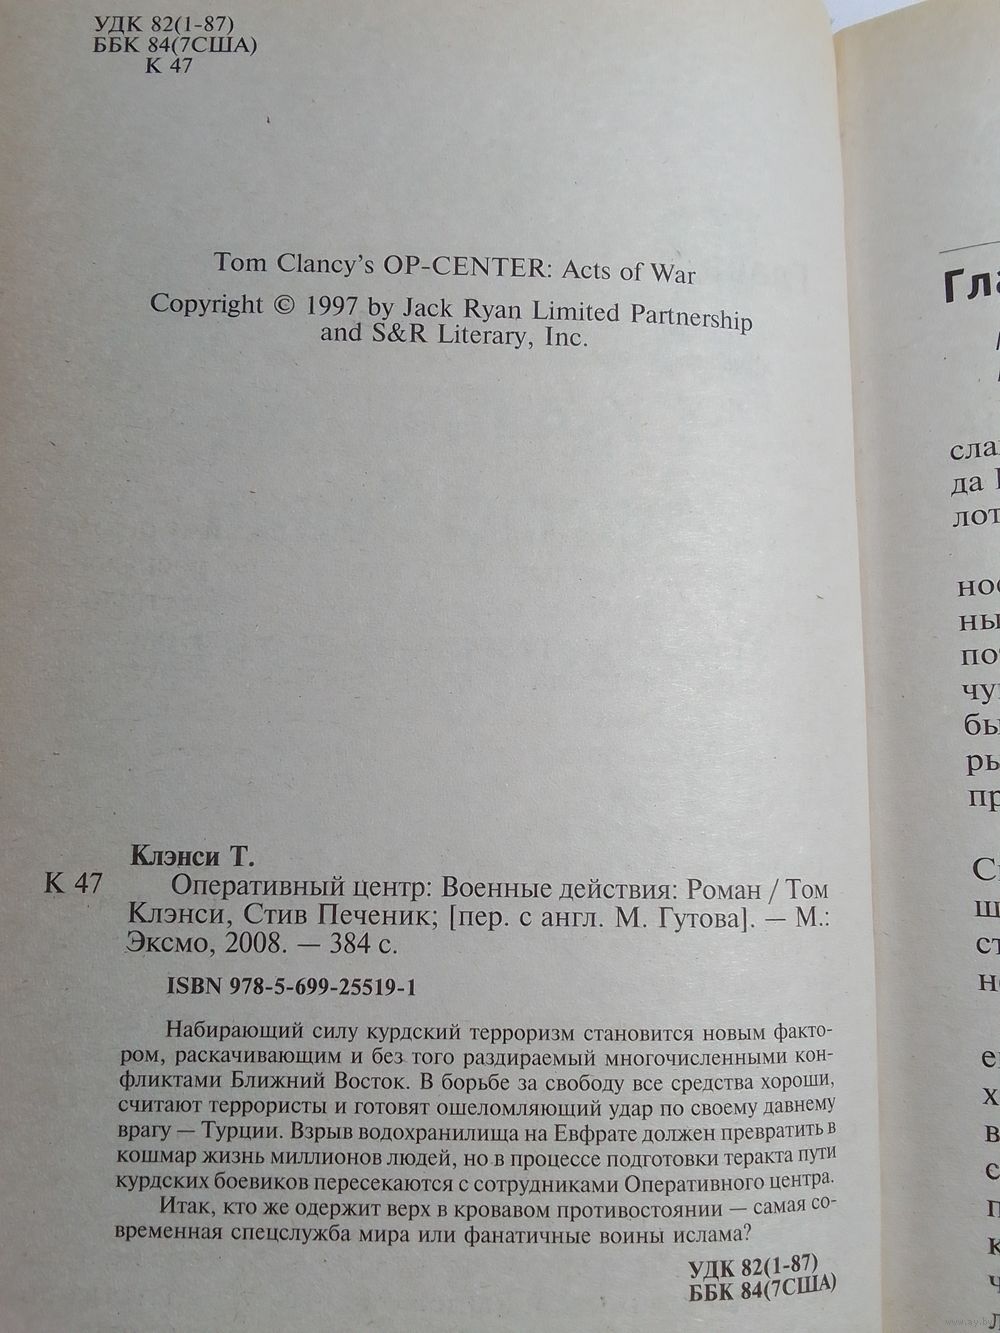 УДК 82(1-87)
ББК 84(7США)
К 47
Tom Clancy's OP-CENTER: Acts of War
Copyright © 1997 by Jack Ryan Limited Partnership
and S&R Literary, Inc.
Клэнси Т.
К 47
Оперативный центр: Военные действия: Роман / Том
Клэнси, Стив Печеник; [пер. с англ. М. Гутова]. — М.:
Эксмо, 2008. — 384 с.
ISBN 978-5-699-25519-1
Набирающий силу курдский терроризм становится новым факто-
ром, раскачивающим и без того раздираемый многочисленными кон-
фликтами Ближний Восток. В борьбе за свободу все средства хороши,
считают террористы и готовят ошеломляющий удар по своему давнему
врагу — Турции. Взрыв водохранилища на Евфрате должен превратить в
кошмар жизнь миллионов людей, но в процессе подготовки теракта пути
курдских боевиков пересекаются с сотрудниками Оперативного центра.
Итак, кто же одержит верх в кровавом противостоянии — самая со-
временная спецслужба мира или фанатичные воины ислама?
УДК 82(1-87)
ББК 84(7США)
сла
да
лот
ны
чу
бы
ры
пр
www.ay.by